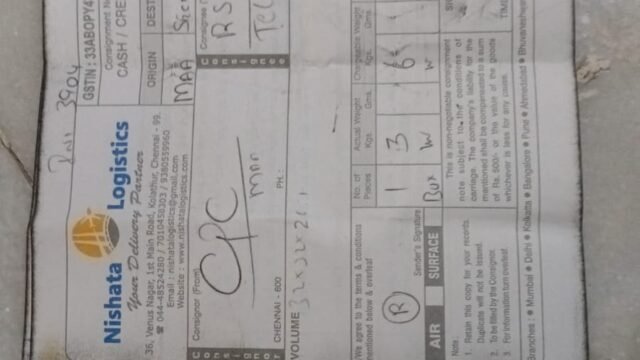 Nishata
Logistics
Your Delivery Partner
36, Venus Nagar, 1st Main Road, Kolathur, Chennai - 99.
044-48524280 / 7010458303 / 9380559960
Email : nishatalogistics@gmail.com
Website : www.nishatalogistics.com
3904
GSTIN : 33ABOPY4
Consignment N
CASH / CRE
ORIGIN
DEST
MAA
Consignor (From)
CPC
MAA
CHENNAI - 600
PH :
Consignee
RS
VOLUME 32x32x21.1
We agree to the terms & conditions
mentioned below & overleaf
R
Sender's Signature
No. of
Pieces
Actual Weight
Kgs.
Gms.
Chargeable Weight
Kgs.
Gms.
1
3
6
Box
W
W
AIR
SURFACE
This is non-negotiable consignment
note subject to the conditions of
carriage. The company's liability for the
mentioned shall be compensated to a sum
of Rs. 500/- or the value of the goods
whichever is less for any cause.
TIME
Note :
1. Retain this copy for your records.
Duplicate will not be issued.
2. To be filled by the Consignor.
For information turn overleaf.
Branches : ● Mumbai ● Delhi ● Kolkatta ● Bangalore ● Pune ● Ahmedabad ● Bhuvaneshwar